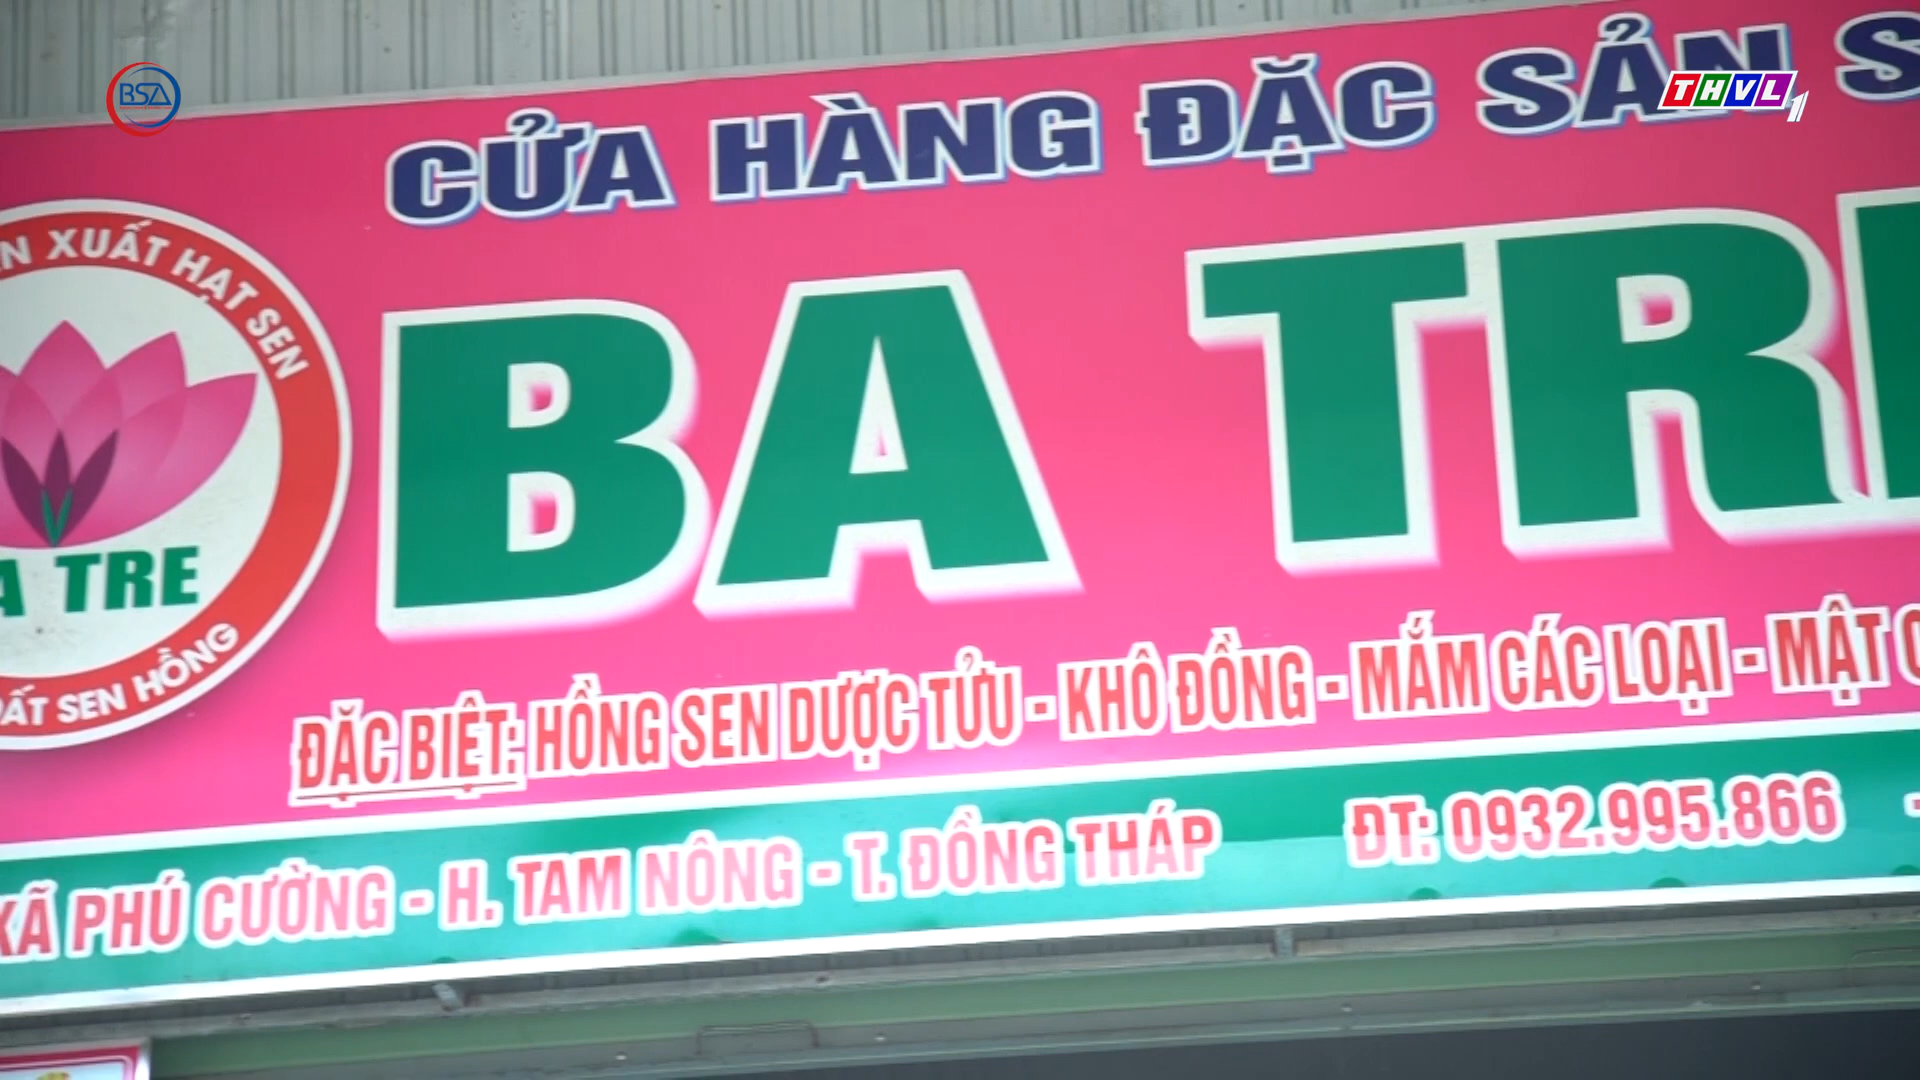 BSA
THVL1
CỬA HÀNG ĐẶC SẢN
XUẤT HẠT SEN
BA TRE
TRE
ĐẤT SEN HỒNG
ĐẶC BIỆT: HỒNG SEN DƯỢC TỬU - KHÔ ĐỒNG - MẮM CÁC LOẠI - MẬT
XÃ PHÚ CƯỜNG - H. TAM NÔNG - T. ĐỒNG THÁP ĐT: 0932.995.866